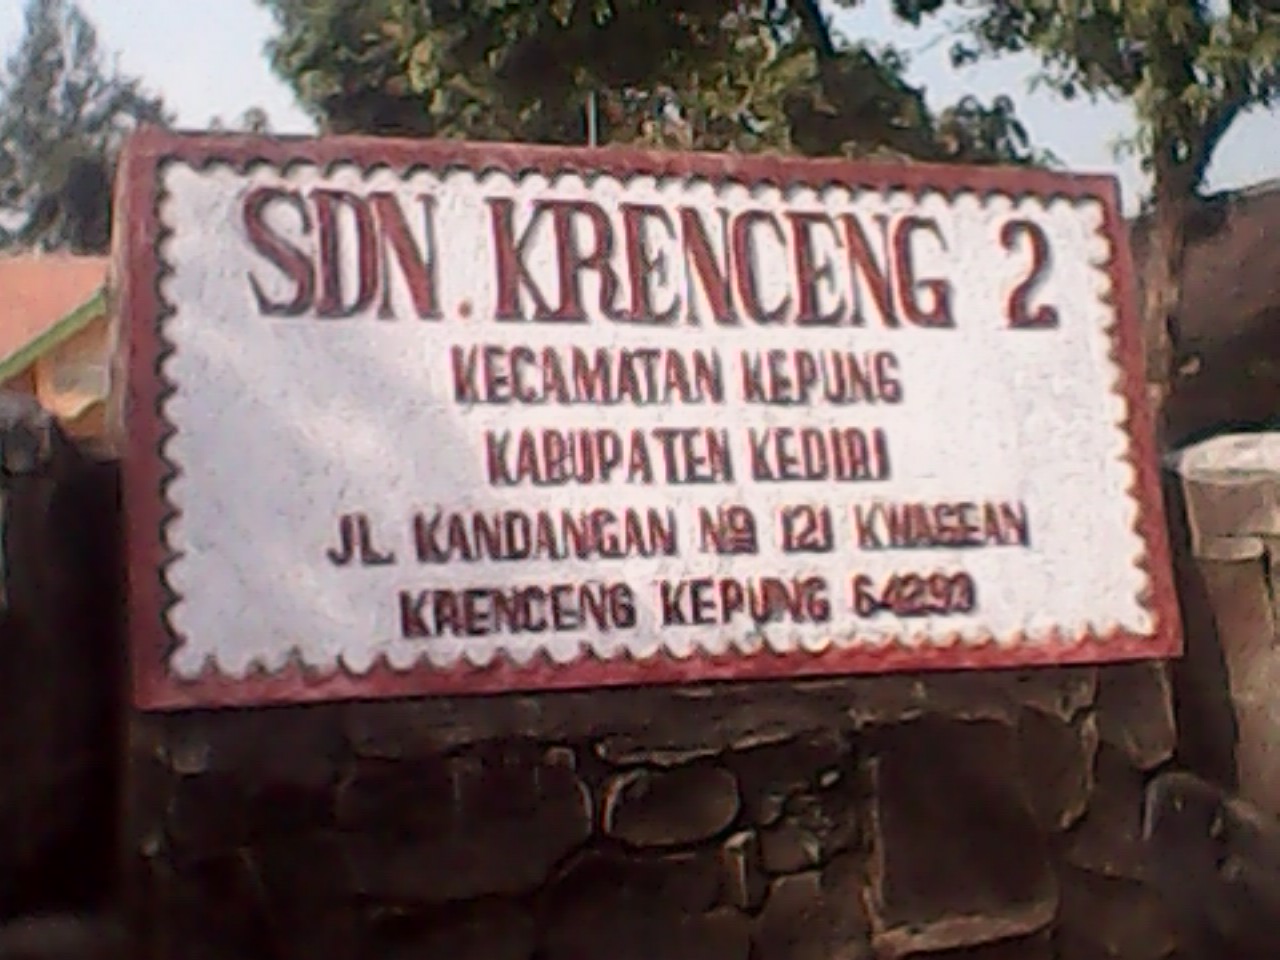 SDN. KRENCENG 2
KECAMATAN KEPUNG
KABUPATEN KEDIRI
JL. KANDANGAN Nº 121 KWAGEAN
KRENCENG KEPUNG 64293